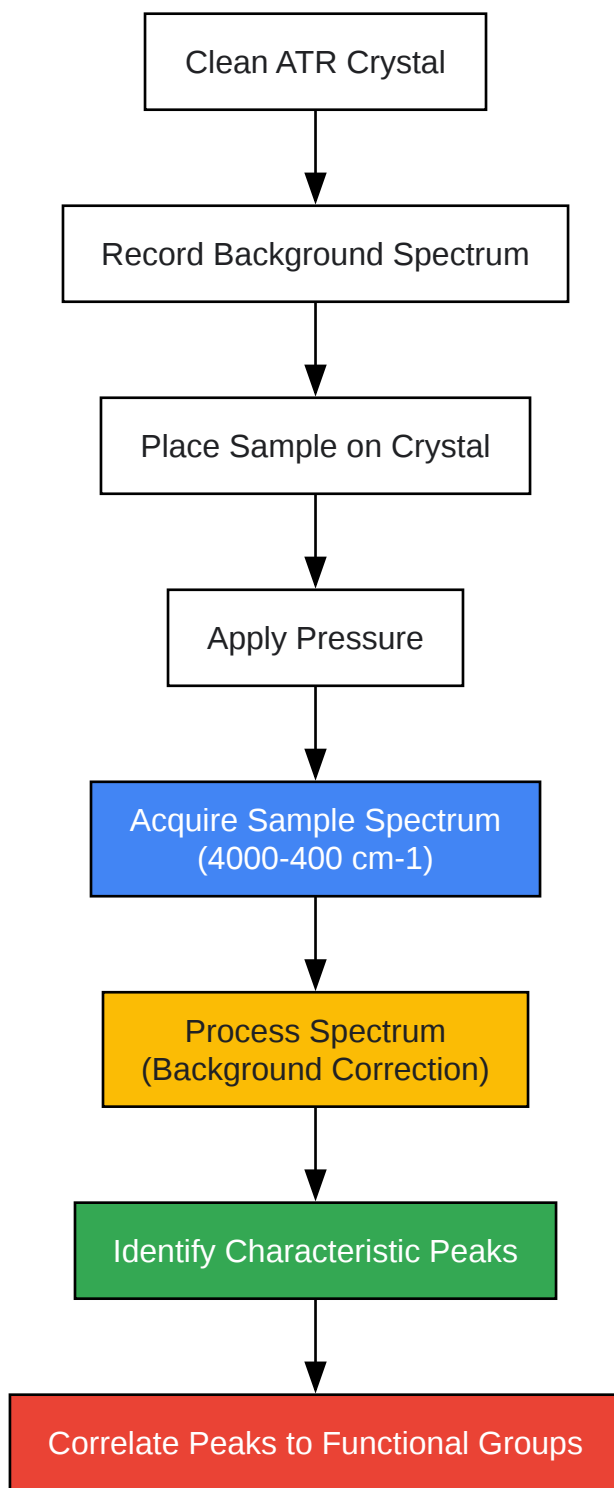 Clean ATR Crystal
Record Background Spectrum
Place Sample on Crystal
Apply Pressure
Acquire Sample Spectrum
(4000-400 cm-1)
Process Spectrum
(Background Correction)
Identify Characteristic Peaks
Correlate Peaks to Functional Groups